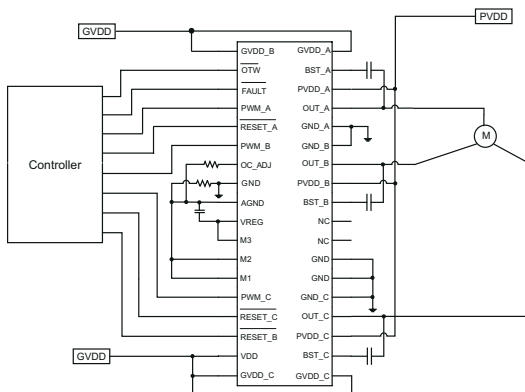 GVDD
PVDD
GVDD_B
GVDD_A
OTW
BST_A
FAULT
PVDD_A
PWM_A
OUT_A
RESET_A
GND_A
PWM_B
GND_B
M
Controller
OC_ADJ
OUT_B
GND
PVDD_B
AGND
BST_B
VREG
NC
M3
NC
M2
GND
M1
GND
PWM_C
GND_C
RESET_C
OUT_C
RESET_B
PVDD_C
GVDD
VDD
BST_C
GVDD_C
GVDD_C